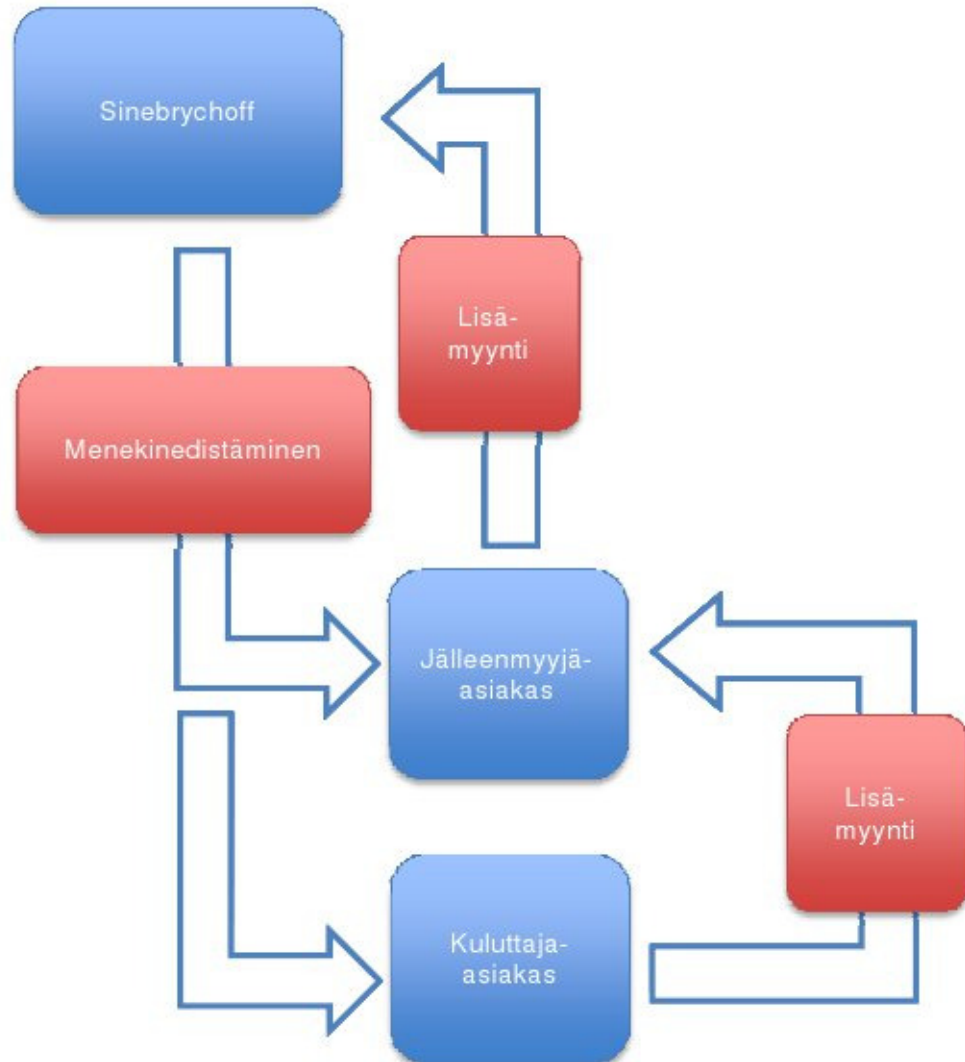 Sinebrychoff
Lisä-
myynti
Menekinedistäminen
Jälleenmyyjä-
asiakas
Lisä-
myynti
Kuluttaja-
asiakas